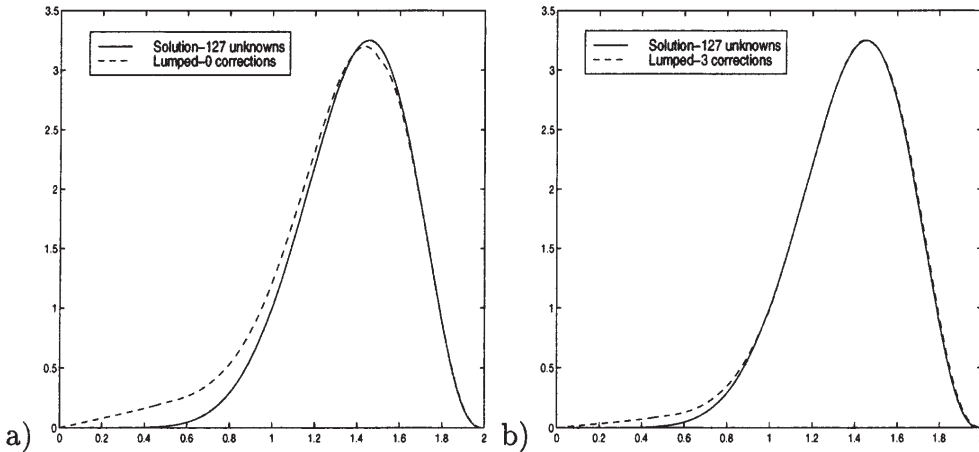 3.5
3
2.5
2
1.5
1
0.5
0
0 0.2 0.4 0.6 0.8 1 1.2 1.4 1.6 1.8 2
Solution-127 unknowns
Lumped-0 corrections
a)
3.5
3
2.5
2
1.5
1
0.5
0
0 0.2 0.4 0.6 0.8 1 1.2 1.4 1.6 1.8
Solution-127 unknowns
Lumped-3 corrections
b)